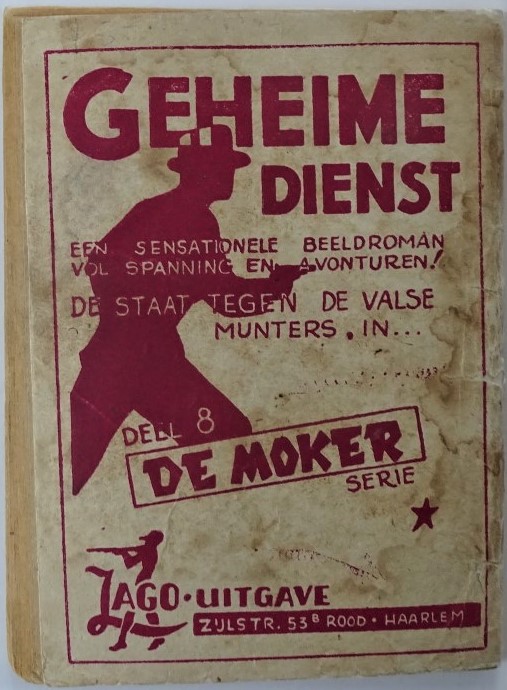 GEHEIME
DIENST
EEN SENSATIONELE BEELDROMAN
VOL SPANNING EN AVONTUREN!
DE STAAT TEGEN DE VALSE
MUNTERS, IN...
DEEL 8
DE MOKER
SERIE
JAGO·UITGAVE
ZIJLSTR. 53B ROOD · HAARLEM